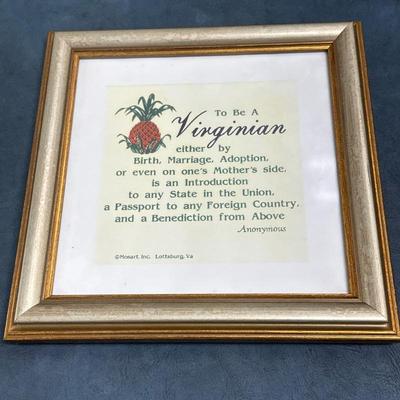 To Be A
Virginian
either by
Birth, Marriage, Adoption,
or even on one's Mother's side,
is an Introduction
to any State in the Union,
a Passport to any Foreign Country,
and a Benediction from Above
Anonymous
©Mosart, Inc. Lottsburg, Va